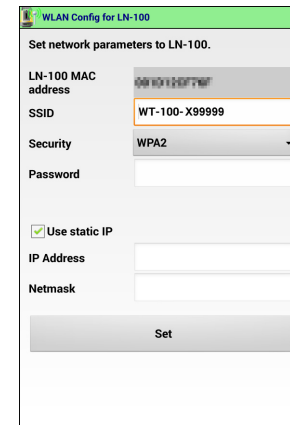 WLAN Config for LN-100
Set network parameters to LN-100.
LN-100 MAC
address
SSID WT-100-X99999
Security WPA2
Password
Use static IP
IP Address
Netmask
Set